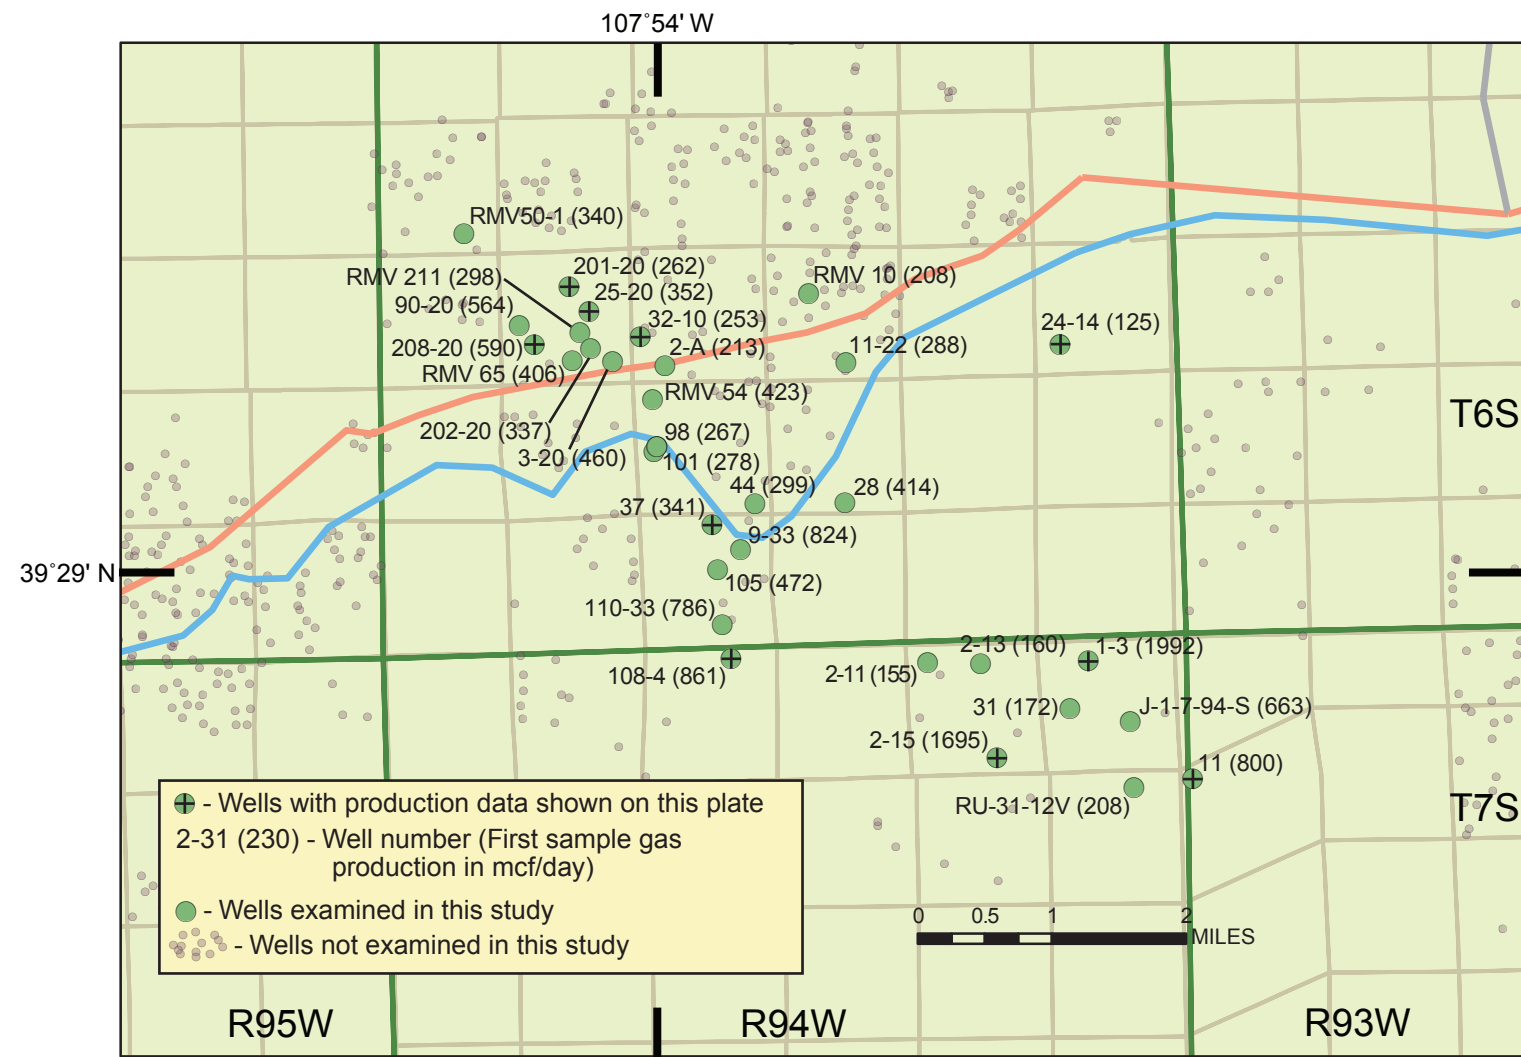 107°54' W
RMV50-1 (340)
201-20 (262)
RMV 211 (298)
RMV 10 (208)
25-20 (352)
90-20 (564)
32-10 (253)
24-14 (125)
208-20 (590)
2-A (213)
11-22 (288)
RMV 65 (406)
RMV 54 (423)
T6S
202-20 (337)
98 (267)
3-20 (460)
101 (278)
44 (299)
28 (414)
37 (341)
9-33 (824)
39°29' N
105 (472)
110-33 (786)
2-13 (160)
1-3 (1992)
108-4 (861)
2-11 (155)
31 (172)
J-1-7-94-S (663)
2-15 (1695)
11 (800)
RU-31-12V (208)
T7S
- Wells with production data shown on this plate
2-31 (230) - Well number (First sample gas
production in mcf/day)
- Wells examined in this study
- Wells not examined in this study
0 0.5 1 2
MILES
R95W
R94W
R93W